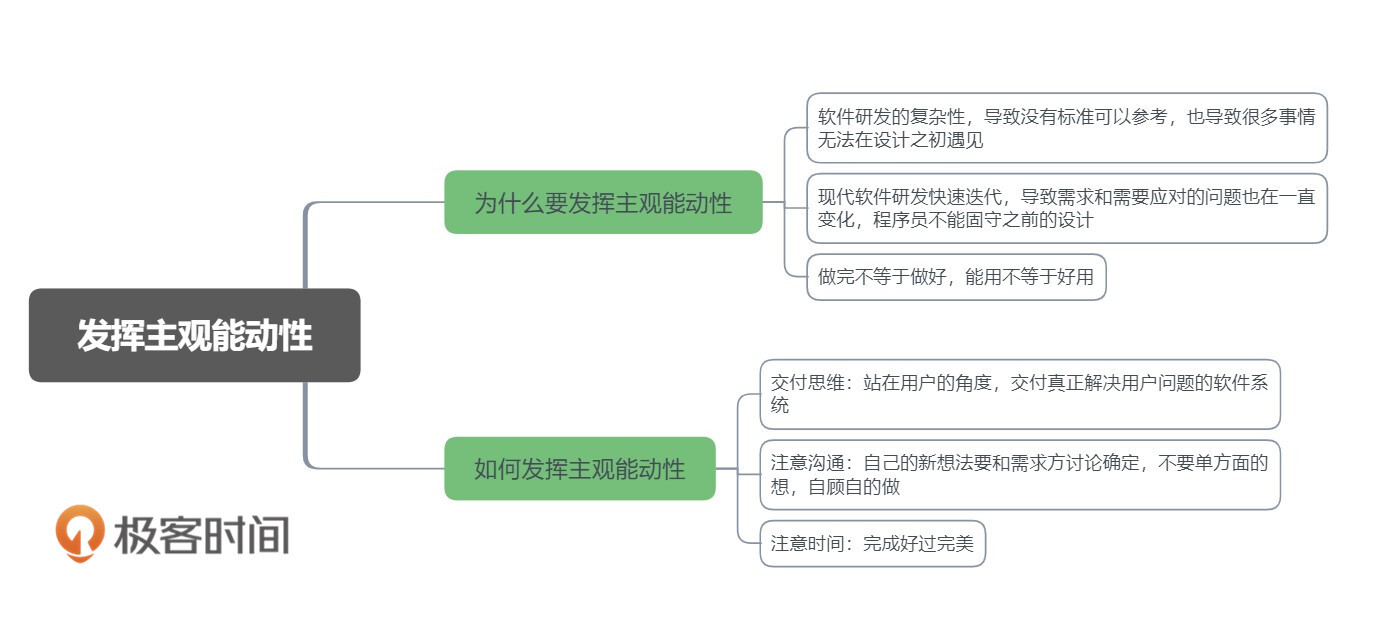 发挥主观能动性
为什么要发挥主观能动性
软件研发的复杂性，导致没有标准可以参考，也导致很多事情
无法在设计之初遇见
现代软件研发快速迭代，导致需求和需要应对的问题也在一直
变化，程序员不能固守之前的设计
做完不等于做好，能用不等于好用
如何发挥主观能动性
交付思维：站在用户的角度，交付真正解决用户问题的软件系
统
注意沟通：自己的新想法要和需求方讨论确定，不要单方面的
想，自顾自的做
注意时间：完成好过完美
极客时间